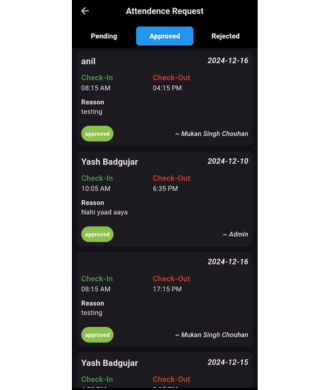 Attendence Request
Pending Approved Rejected
anil 2024-12-16
Check-In Check-Out
08:15 AM 04:15 PM
Reason
testing
approved ~ Mukan Singh Chouhan
Yash Badgujar 2024-12-10
Check-In Check-Out
10:05 AM 6:35 PM
Reason
Nahi yaad aaya
approved ~ Admin
2024-12-16
Check-In Check-Out
08:15 AM 17:15 PM
Reason
testing
approved ~ Mukan Singh Chouhan
Yash Badgujar 2024-12-15
Check-In Check-Out